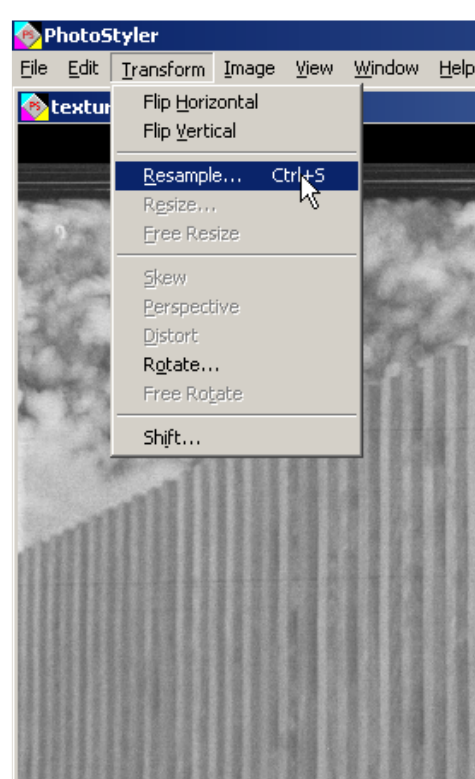 PhotoStyler
File Edit Transform Image View Window Help
textur
Flip Horizontal
Flip Vertical
Resample... Ctrl+S
Resize...
Free Resize
Skew
Perspective
Distort
Rotate...
Free Rotate
Shift...